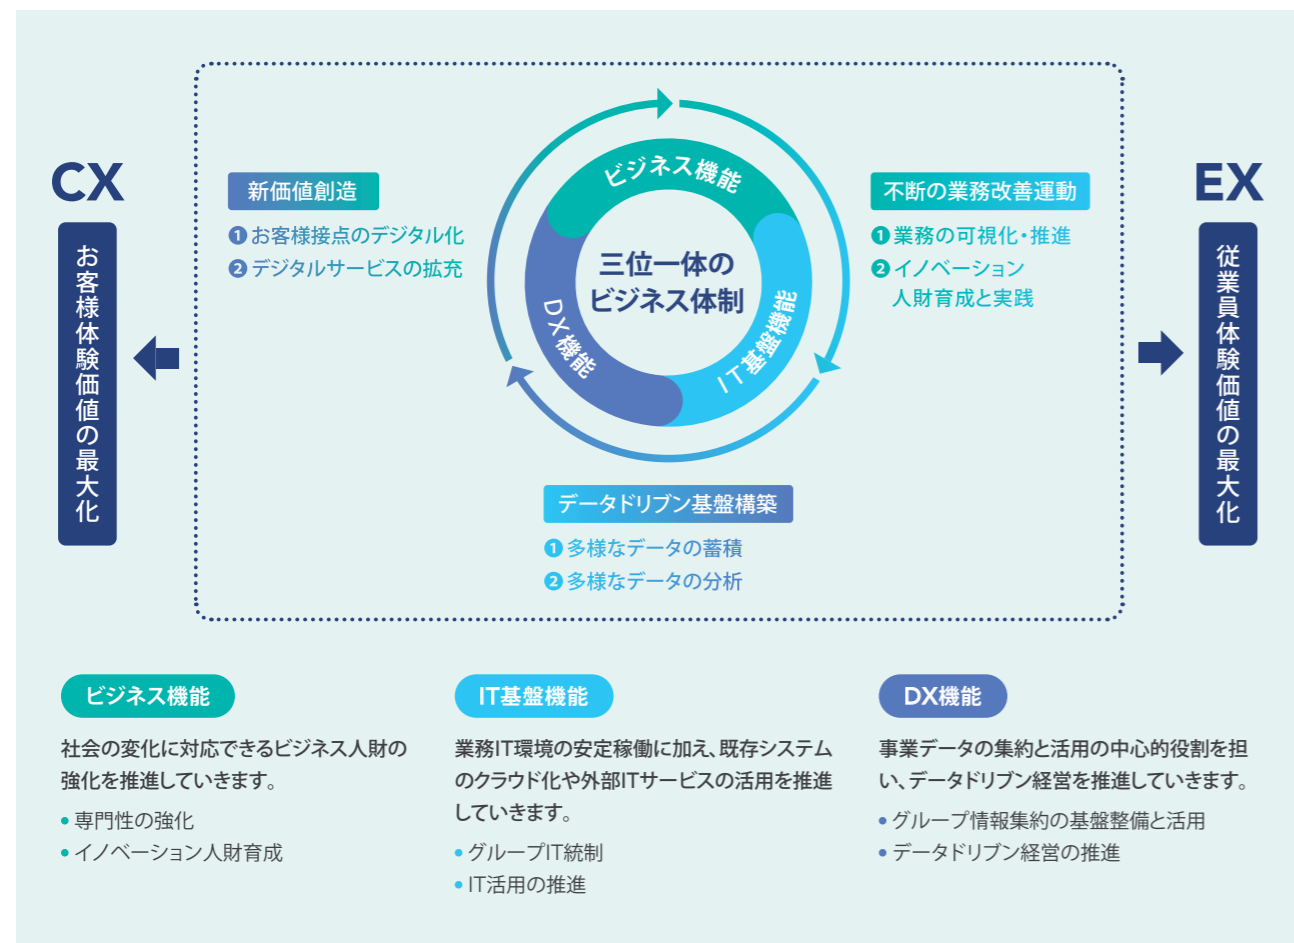 CX
お客様体験価値の最大化
新価値創造
❶お客様接点のデジタル化
❷デジタルサービスの拡充
ビジネス機能
IT基盤機能
DX機能
三位一体の
ビジネス体制
不断の業務改善運動
❶業務の可視化・推進
❷イノベーション
人財育成と実践
データドリブン基盤構築
❶多様なデータの蓄積
❷多様なデータの分析
EX
従業員体験価値の最大化
ビジネス機能
社会の変化に対応できるビジネス人財の
強化を推進していきます。
•専門性の強化
•イノベーション人財育成
IT基盤機能
業務IT環境の安定稼働に加え、既存システム
のクラウド化や外部ITサービスの活用を推進
していきます。
•グループIT統制
•IT活用の推進
DX機能
事業データの集約と活用の中心的役割を担
い、データドリブン経営を推進していきます。
•グループ情報集約の基盤整備と活用
•データドリブン経営の推進